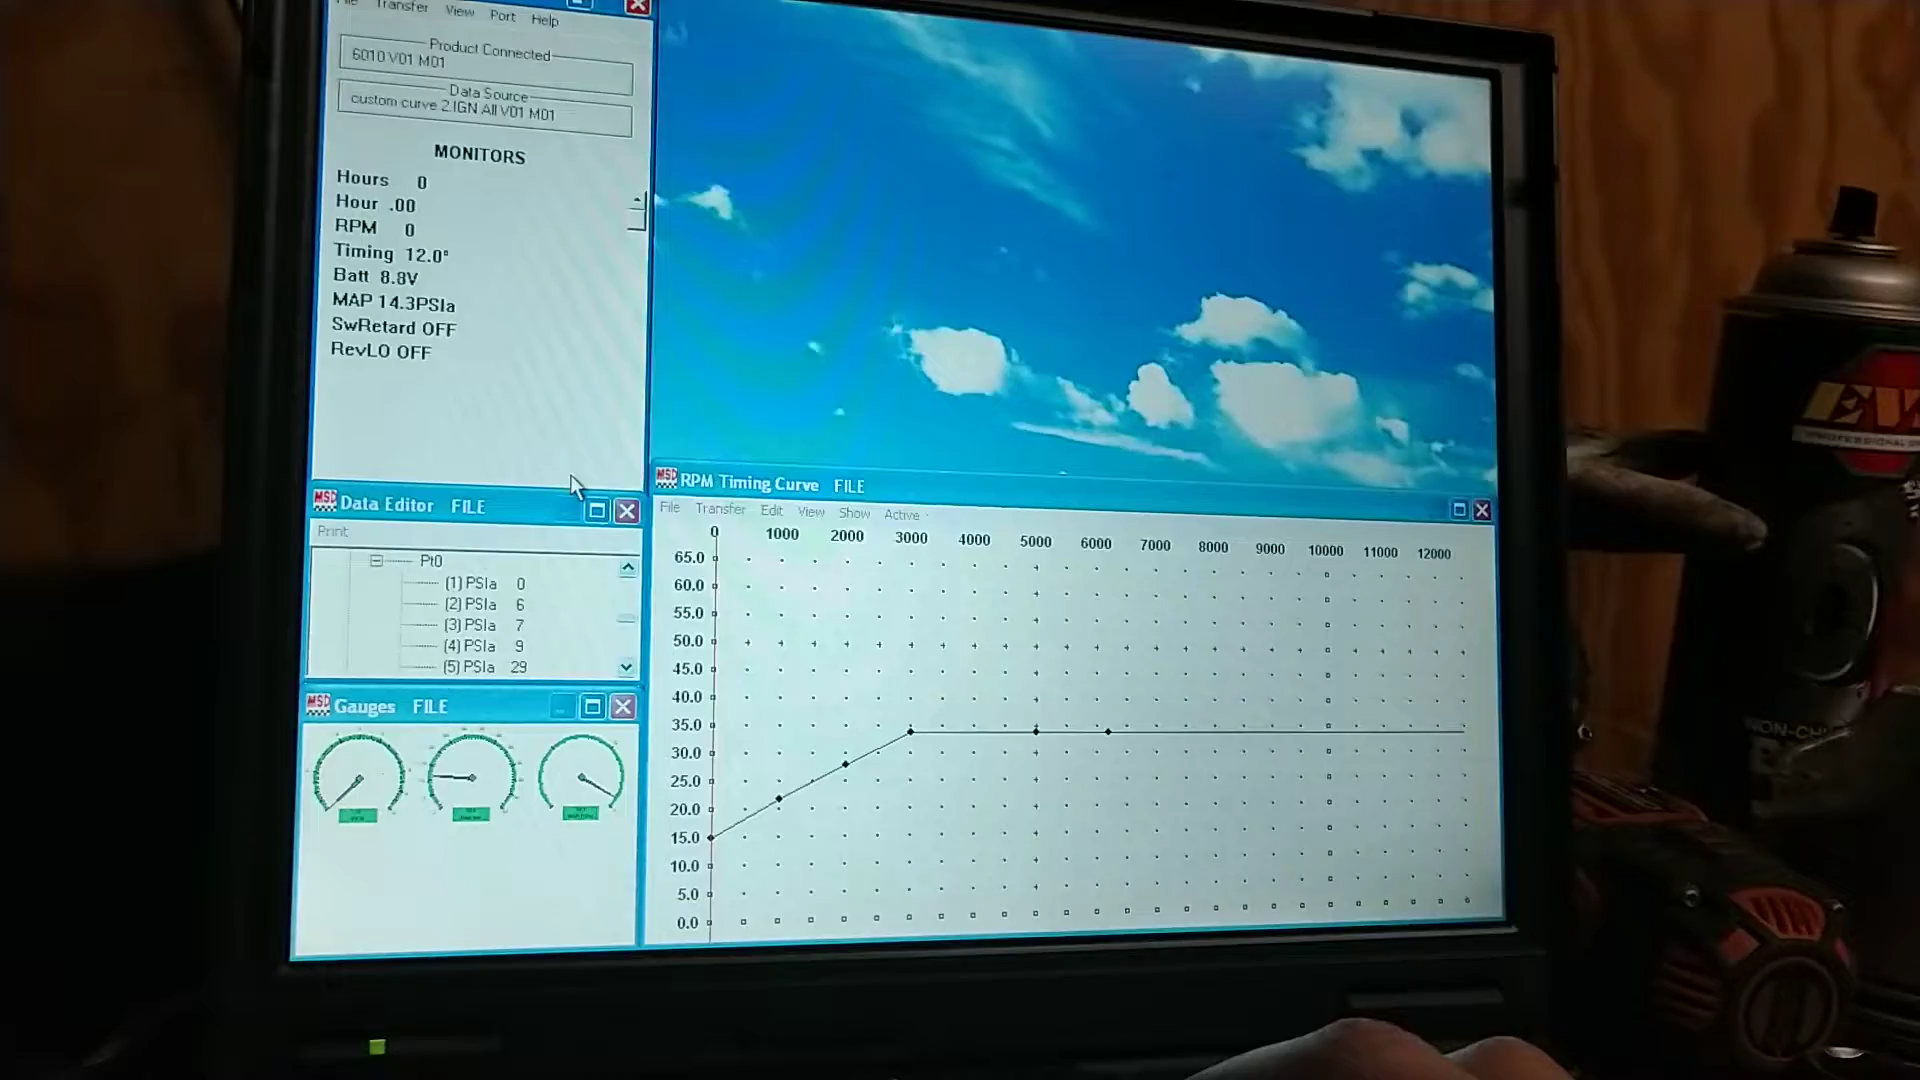 Transfer View Port Help
Product Connected
6010 V01 M01
Data Source
custom curve 2.IGN All V01 M01
MONITORS
Hours 0
Hour .00
RPM 0
Timing 12.0°
Batt 8.8V
MAP 14.3PSIa
SwRetard OFF
RevLO OFF
MSD Data Editor FILE
Print
Pt0
(1) PSIa 0
(2) PSIa 6
(3) PSIa 7
(4) PSIa 9
(5) PSIa 29
MSD Gauges FILE
MSD RPM Timing Curve FILE
File Transfer Edit View Show Active
0 1000 2000 3000 4000 5000 6000 7000 8000 9000 10000 11000 12000
65.0
60.0
55.0
50.0
45.0
40.0
35.0
30.0
25.0
20.0
15.0
10.0
5.0
0.0